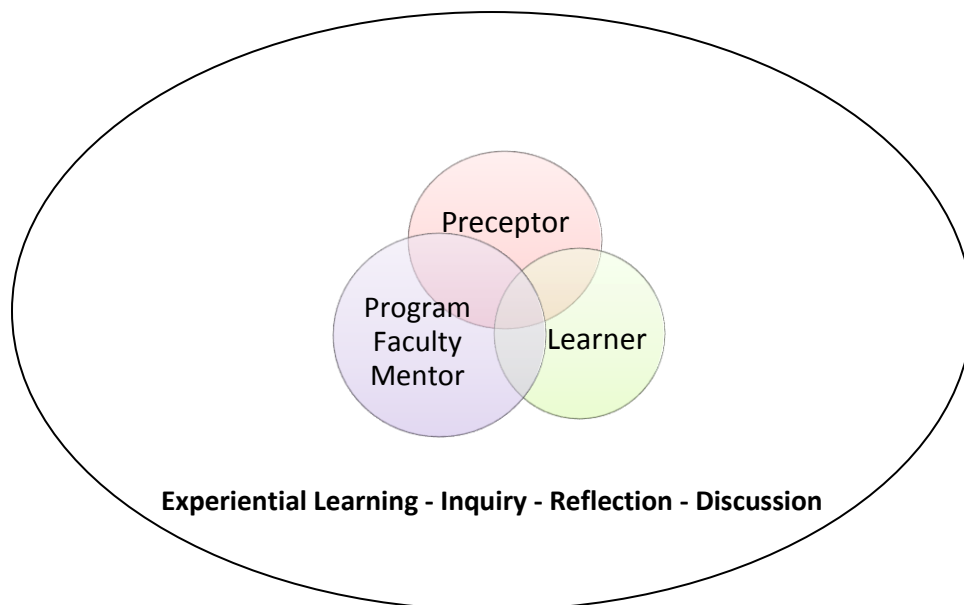 Preceptor
Program
Faculty
Mentor
Learner
Experiential Learning - Inquiry - Reflection - Discussion